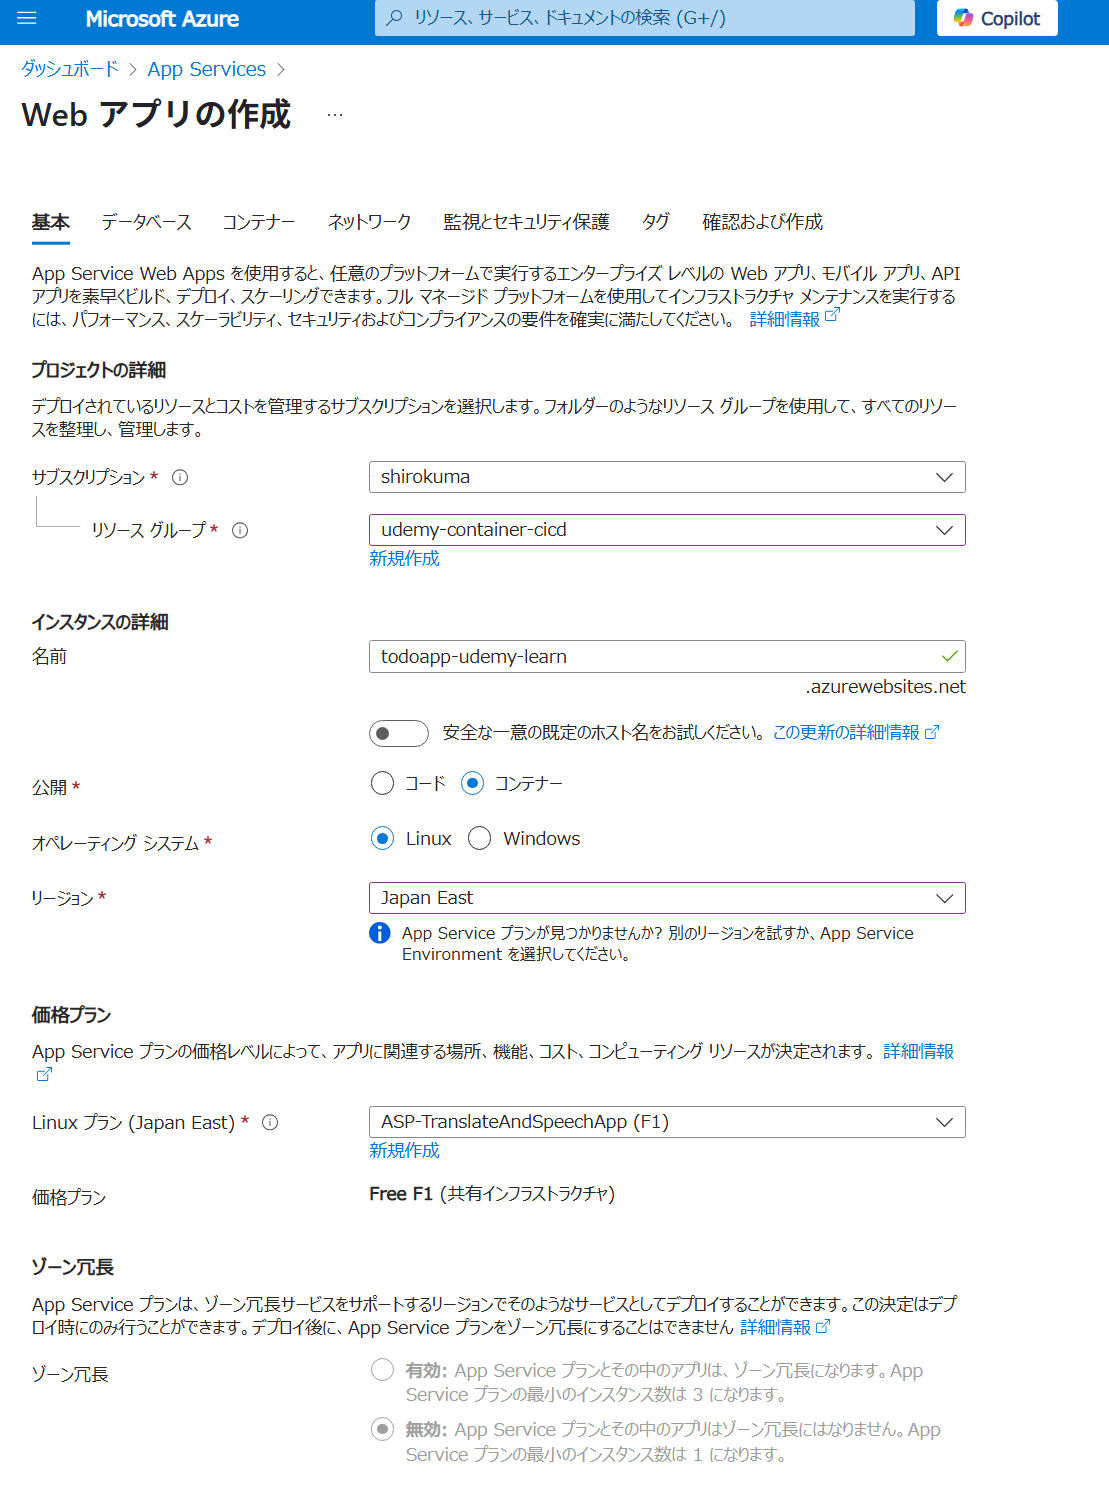 Microsoft Azure
リソース、サービス、ドキュメントの検索 (G+/)
Copilot
ダッシュボード > App Services >
Web アプリの作成 ...
基本 データベース コンテナー ネットワーク 監視とセキュリティ保護 タグ 確認および作成
App Service Web Apps を使用すると、任意のプラットフォームで実行するエンタープライズ レベルの Web アプリ、モバイル アプリ、API
アプリを素早くビルド、デプロイ、スケーリングできます。フル マネージド プラットフォームを使用してインフラストラクチャ メンテナンスを実行する
には、パフォーマンス、スケーラビリティ、セキュリティおよびコンプライアンスの要件を確実に満たしてください。 詳細情報
プロジェクトの詳細
デプロイされているリソースとコストを管理するサブスクリプションを選択します。フォルダーのようなリソース グループを使用して、すべてのリソー
スを整理し、管理します。
サブスクリプション *
shirokuma
リソース グループ *
udemy-container-cicd
新規作成
インスタンスの詳細
名前
todoapp-udemy-learn
.azurewebsites.net
安全な一意の既定のホスト名をお試しください。 この更新の詳細情報
公開 *
コード コンテナー
オペレーティング システム *
Linux Windows
リージョン *
Japan East
App Service プランが見つかりませんか? 別のリージョンを試すか、App Service
Environment を選択してください。
価格プラン
App Service プランの価格レベルによって、アプリに関連する場所、機能、コスト、コンピューティング リソースが決定されます。 詳細情報
Linux プラン (Japan East) *
ASP-TranslateAndSpeechApp (F1)
新規作成
価格プラン
Free F1 (共有インフラストラクチャ)
ゾーン冗長
App Service プランは、ゾーン冗長サービスをサポートするリージョンでそのようなサービスとしてデプロイすることができます。この決定はデプ
ロイ時にのみ行うことができます。デプロイ後に、App Service プランをゾーン冗長にすることはできません 詳細情報
ゾーン冗長
有効: App Service プランとその中のアプリは、ゾーン冗長になります。App
Service プランの最小のインスタンス数は 3 になります。
無効: App Service プランとその中のアプリはゾーン冗長にはなりません。App
Service プランの最小のインスタンス数は 1 になります。